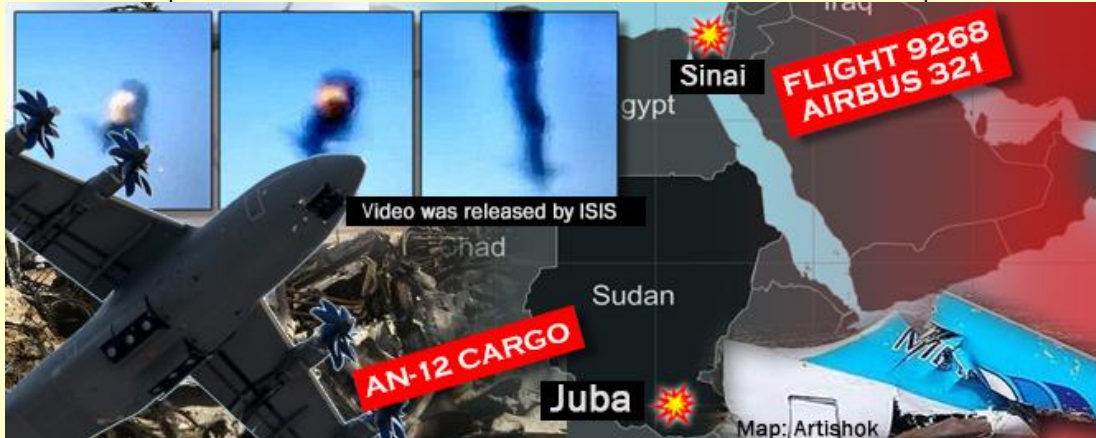 Iraq
Sinai
FLIGHT 9268
AIRBUS 321
gypt
Video was released by ISIS
Chad
Sudan
AN-12 CARGO
Juba
Map: Artishok